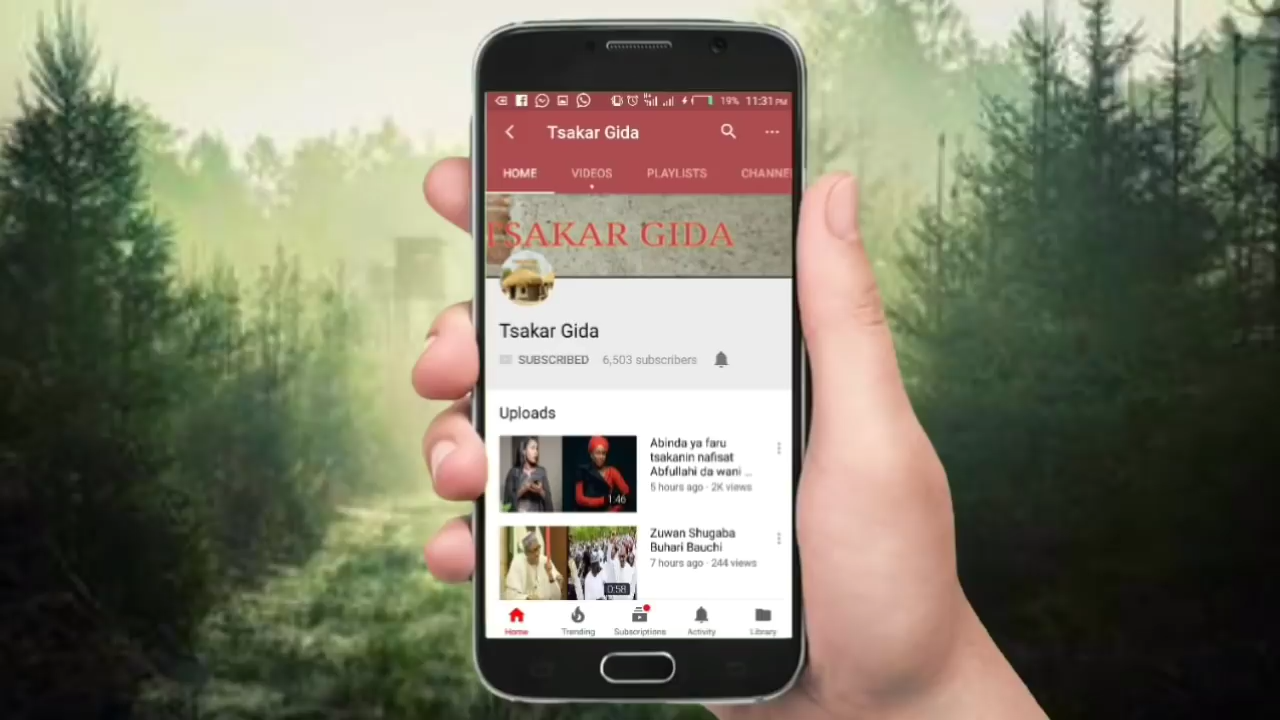 19% 11:31 PM
Tsakar Gida
HOME VIDEOS PLAYLISTS CHANNE
TSAKAR GIDA
Tsakar Gida
SUBSCRIBED 6,503 subscribers
Uploads
Abinda ya faru
tsakanin nafisat
Abfullahi da wani ...
5 hours ago · 2K views
1:46
Zuwan Shugaba
Buhari Bauchi
7 hours ago · 244 views
0:58
Home Trending Subscriptions Activity Library